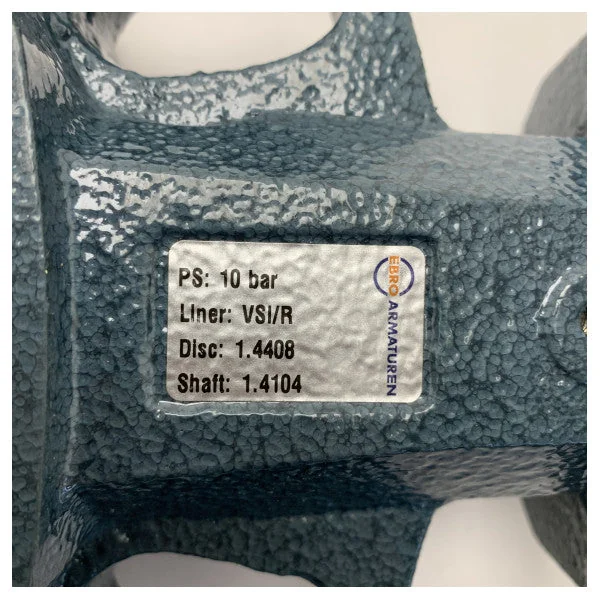 PS: 10 bar
Liner: VSI/R
Disc: 1.4408
Shaft: 1.4104
EBRO
ARMATUREN